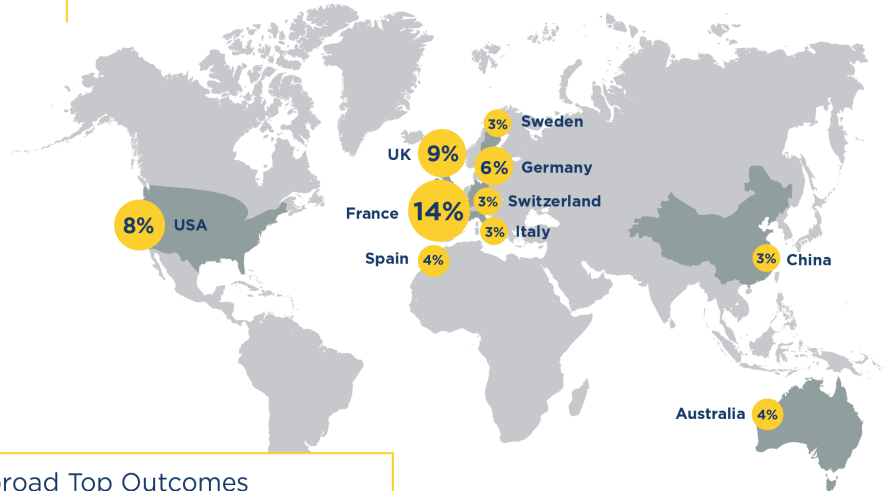 3% Sweden
UK 9%
6% Germany
3% Switzerland
France 14%
8% USA
3% Italy
Spain 4%
3% China
Australia 4%
Top Outcomes